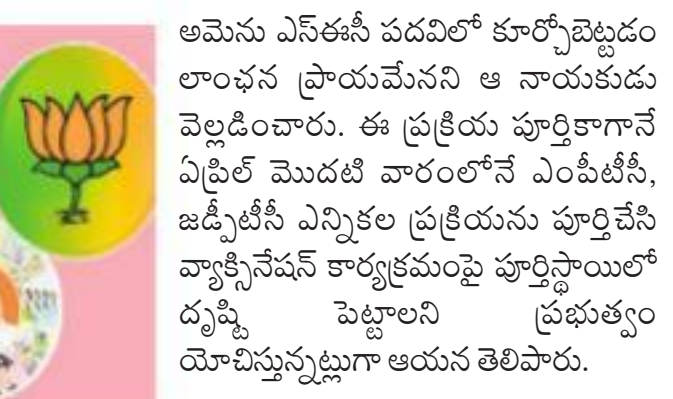 అమెను ఎస్ఈసీ పదవిలో కూర్చోబెట్టడం
లాంఛన ప్రాయమేనని ఆ నాయకుడు
వెల్లడించారు. ఈ ప్రక్రియ పూర్తికాగానే
ఏప్రిల్ మొదటి వారంలోనే ఎంపీటీసీ,
జడ్పీటీసీ ఎన్నికల ప్రక్రియను పూర్తిచేసి
వ్యాక్సినేషన్ కార్యక్రమంపై పూర్తిస్థాయిలో
దృష్టి పెట్టాలని ప్రభుత్వం
యోచిస్తున్నట్లుగా ఆయన తెలిపారు.